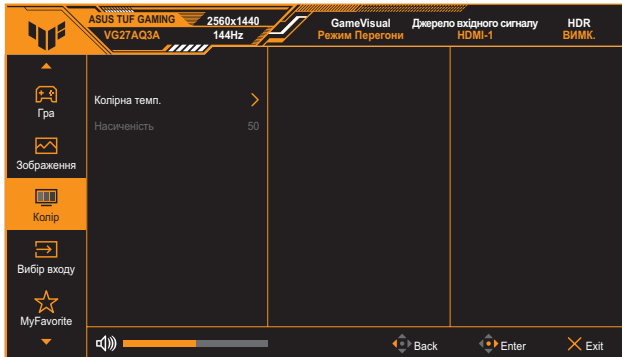 ASUS TUF GAMING 2560x1440 GameVisual Джерело вхідного сигналу HDR
VG27AQ3A 144Hz Режим Перегони HDMI-1 ВИМК.
Гра
Колірна темп.
Насиченість 50
Зображення
Колір
Вибір входу
MyFavorite
Back Enter Exit